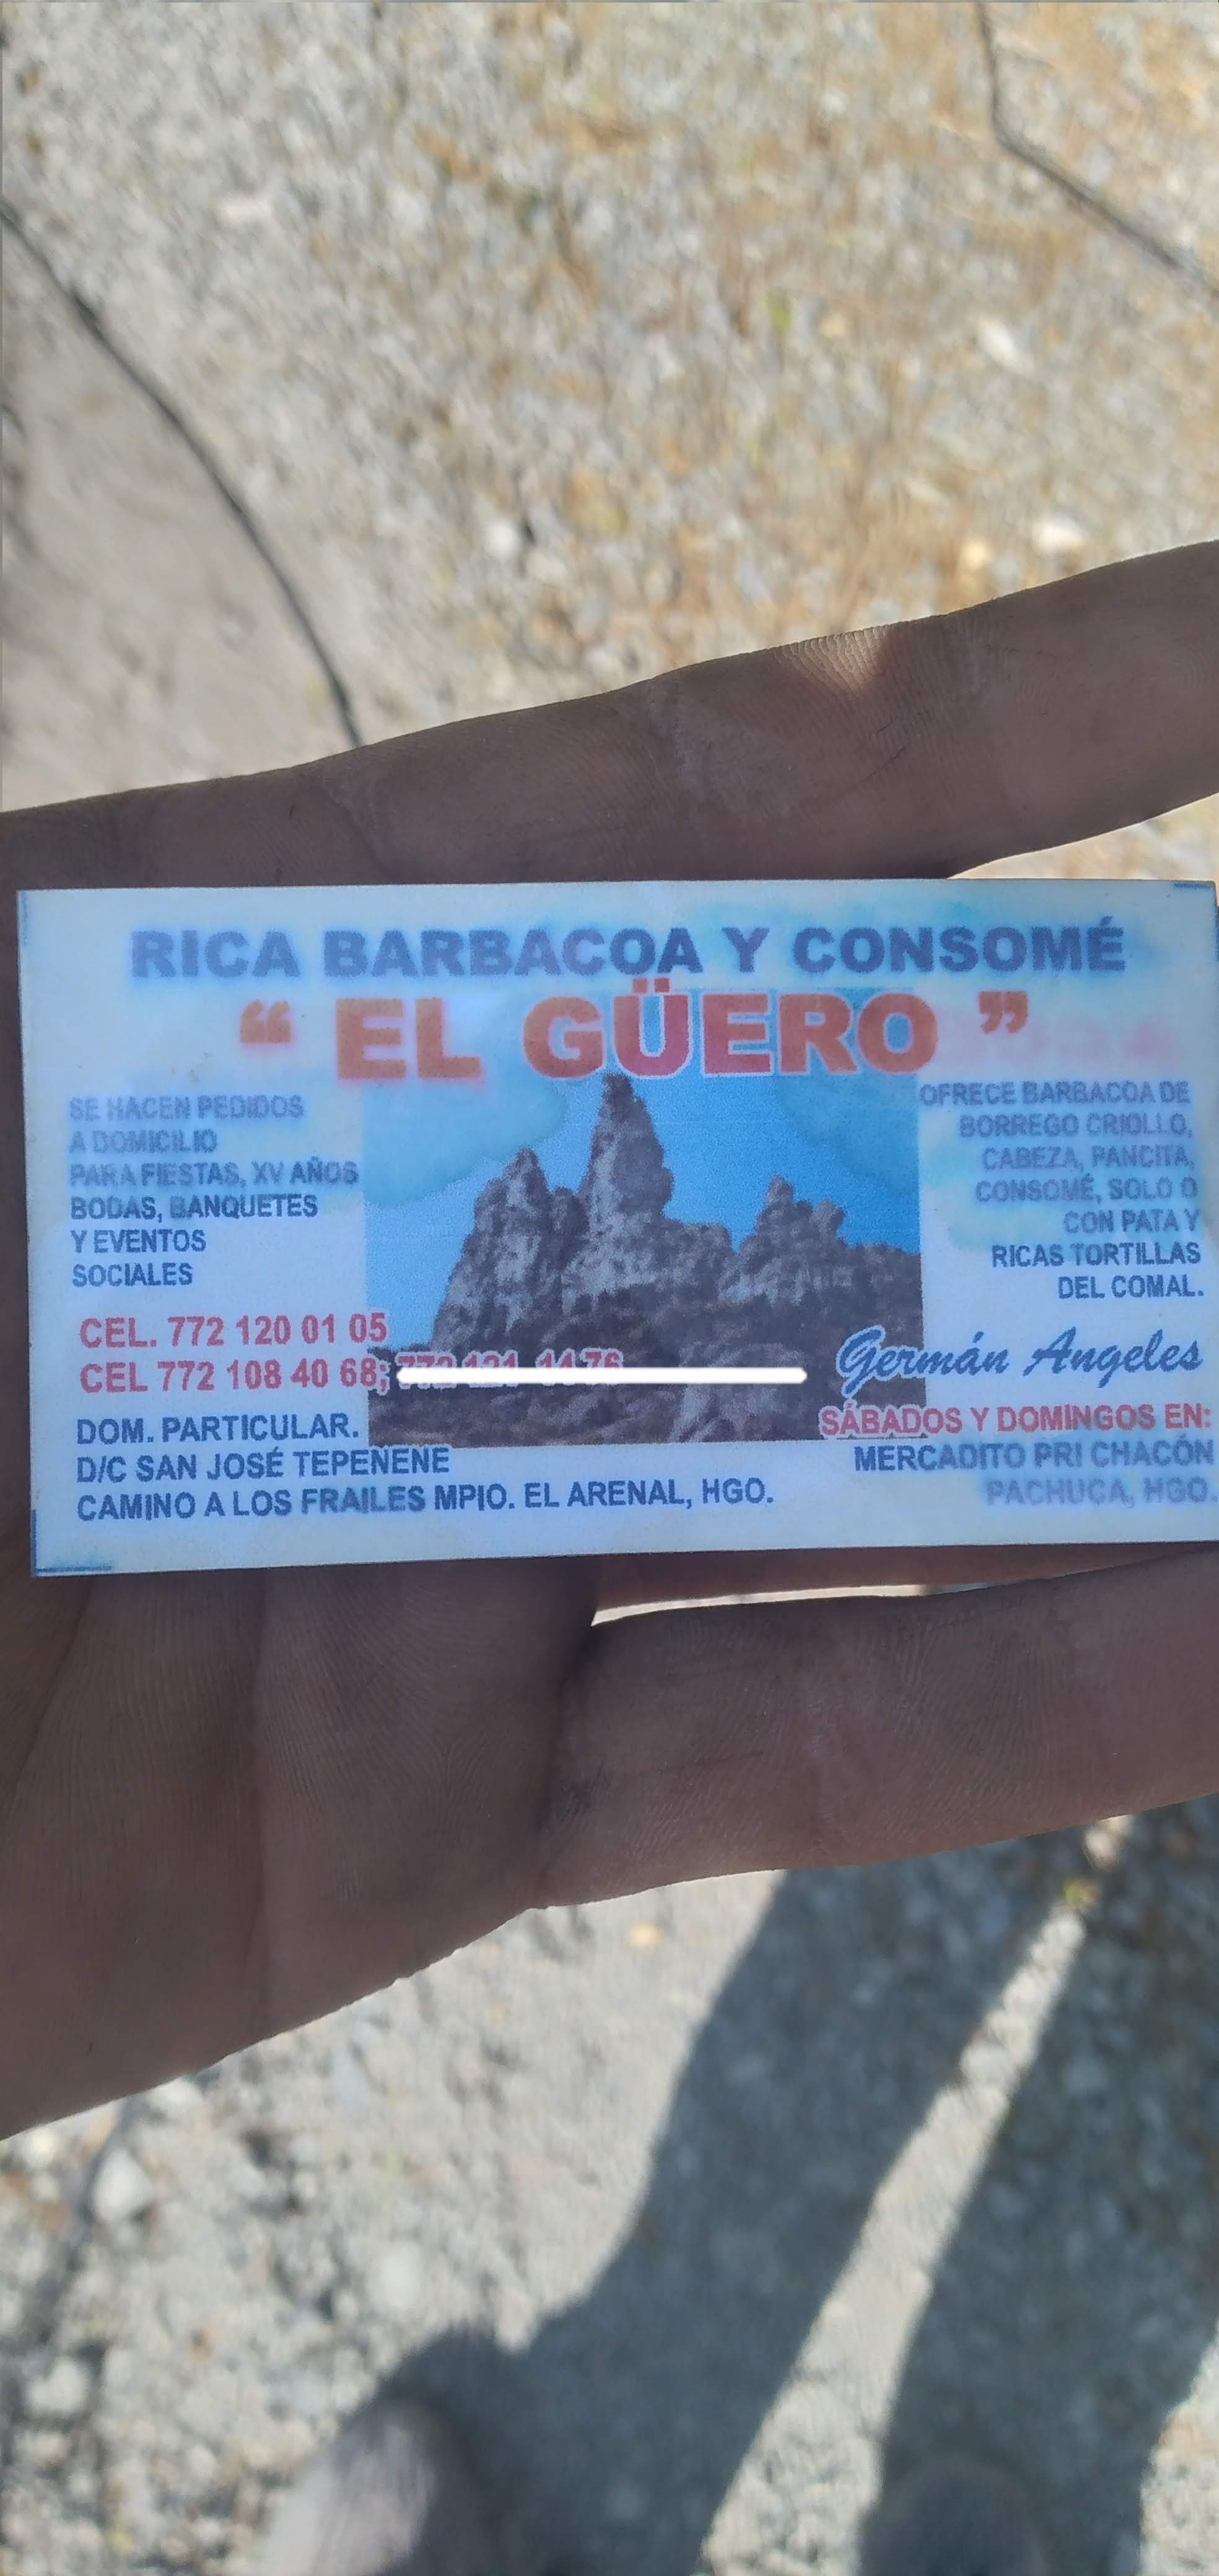 RICA BARBACOA Y CONSOMÉ
“ EL GÜERO ”
SE HACEN PEDIDOS
A DOMICILIO
PARA FIESTAS, XV AÑOS
BODAS, BANQUETES
Y EVENTOS
SOCIALES
OFRECE BARBACOA DE
BORREGO CRIOLLO,
CABEZA, PANCITA,
CONSOMÉ, SOLO O
CON PATA Y
RICAS TORTILLAS
DEL COMAL.
CEL. 772 120 01 05
CEL 772 108 40 68;
Germán Angeles
DOM. PARTICULAR.
D/C SAN JOSÉ TEPENENE
CAMINO A LOS FRAILES MPIO. EL ARENAL, HGO.
SÁBADOS Y DOMINGOS EN:
MERCADITO PRI CHACÓN
PACHUCA, HGO.